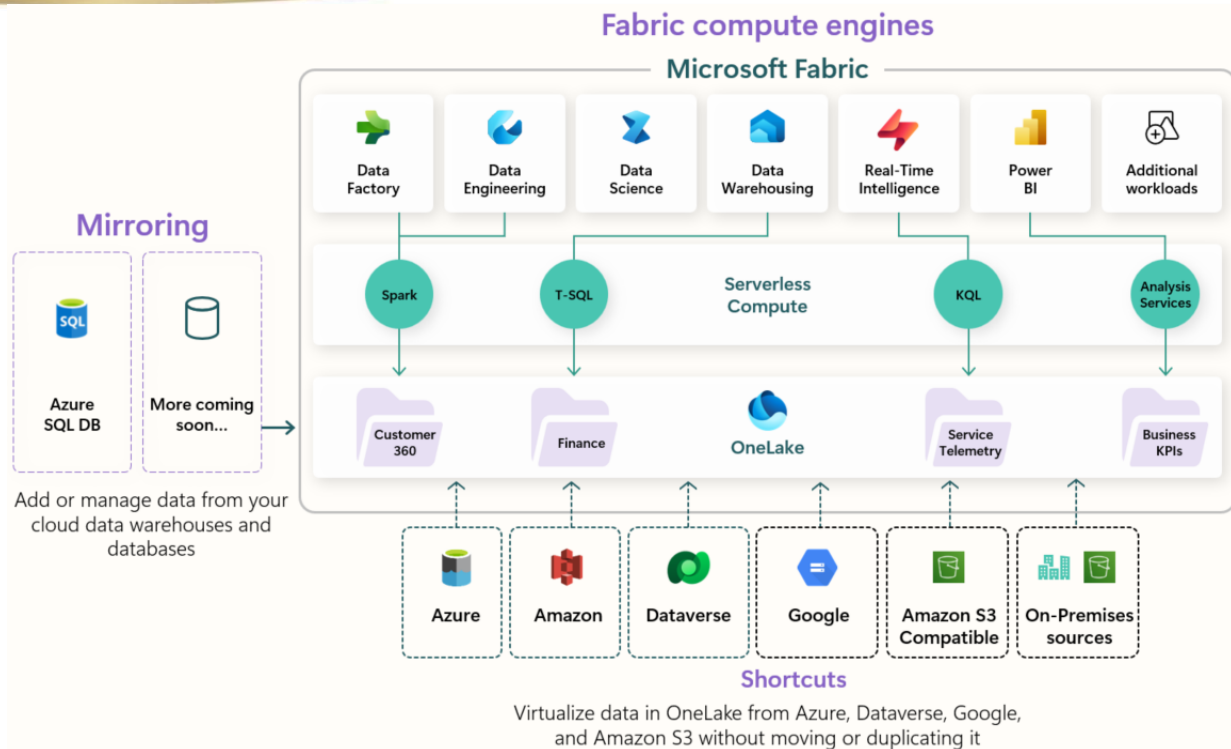 Fabric compute engines
Microsoft Fabric
Data
Factory
Data
Engineering
Data
Science
Data
Warehousing
Real-Time
Intelligence
Power
BI
Additional
workloads
Mirroring
SQL
Azure
SQL DB
More coming
soon...
Add or manage data from your
cloud data warehouses and
databases
Spark
T-SQL
Serverless
Compute
KQL
Analysis
Services
Customer
360
Finance
OneLake
Service
Telemetry
Business
KPIs
Azure
Amazon
Dataverse
Google
Amazon S3
Compatible
On-Premises
sources
Shortcuts
Virtualize data in OneLake from Azure, Dataverse, Google,
and Amazon S3 without moving or duplicating it